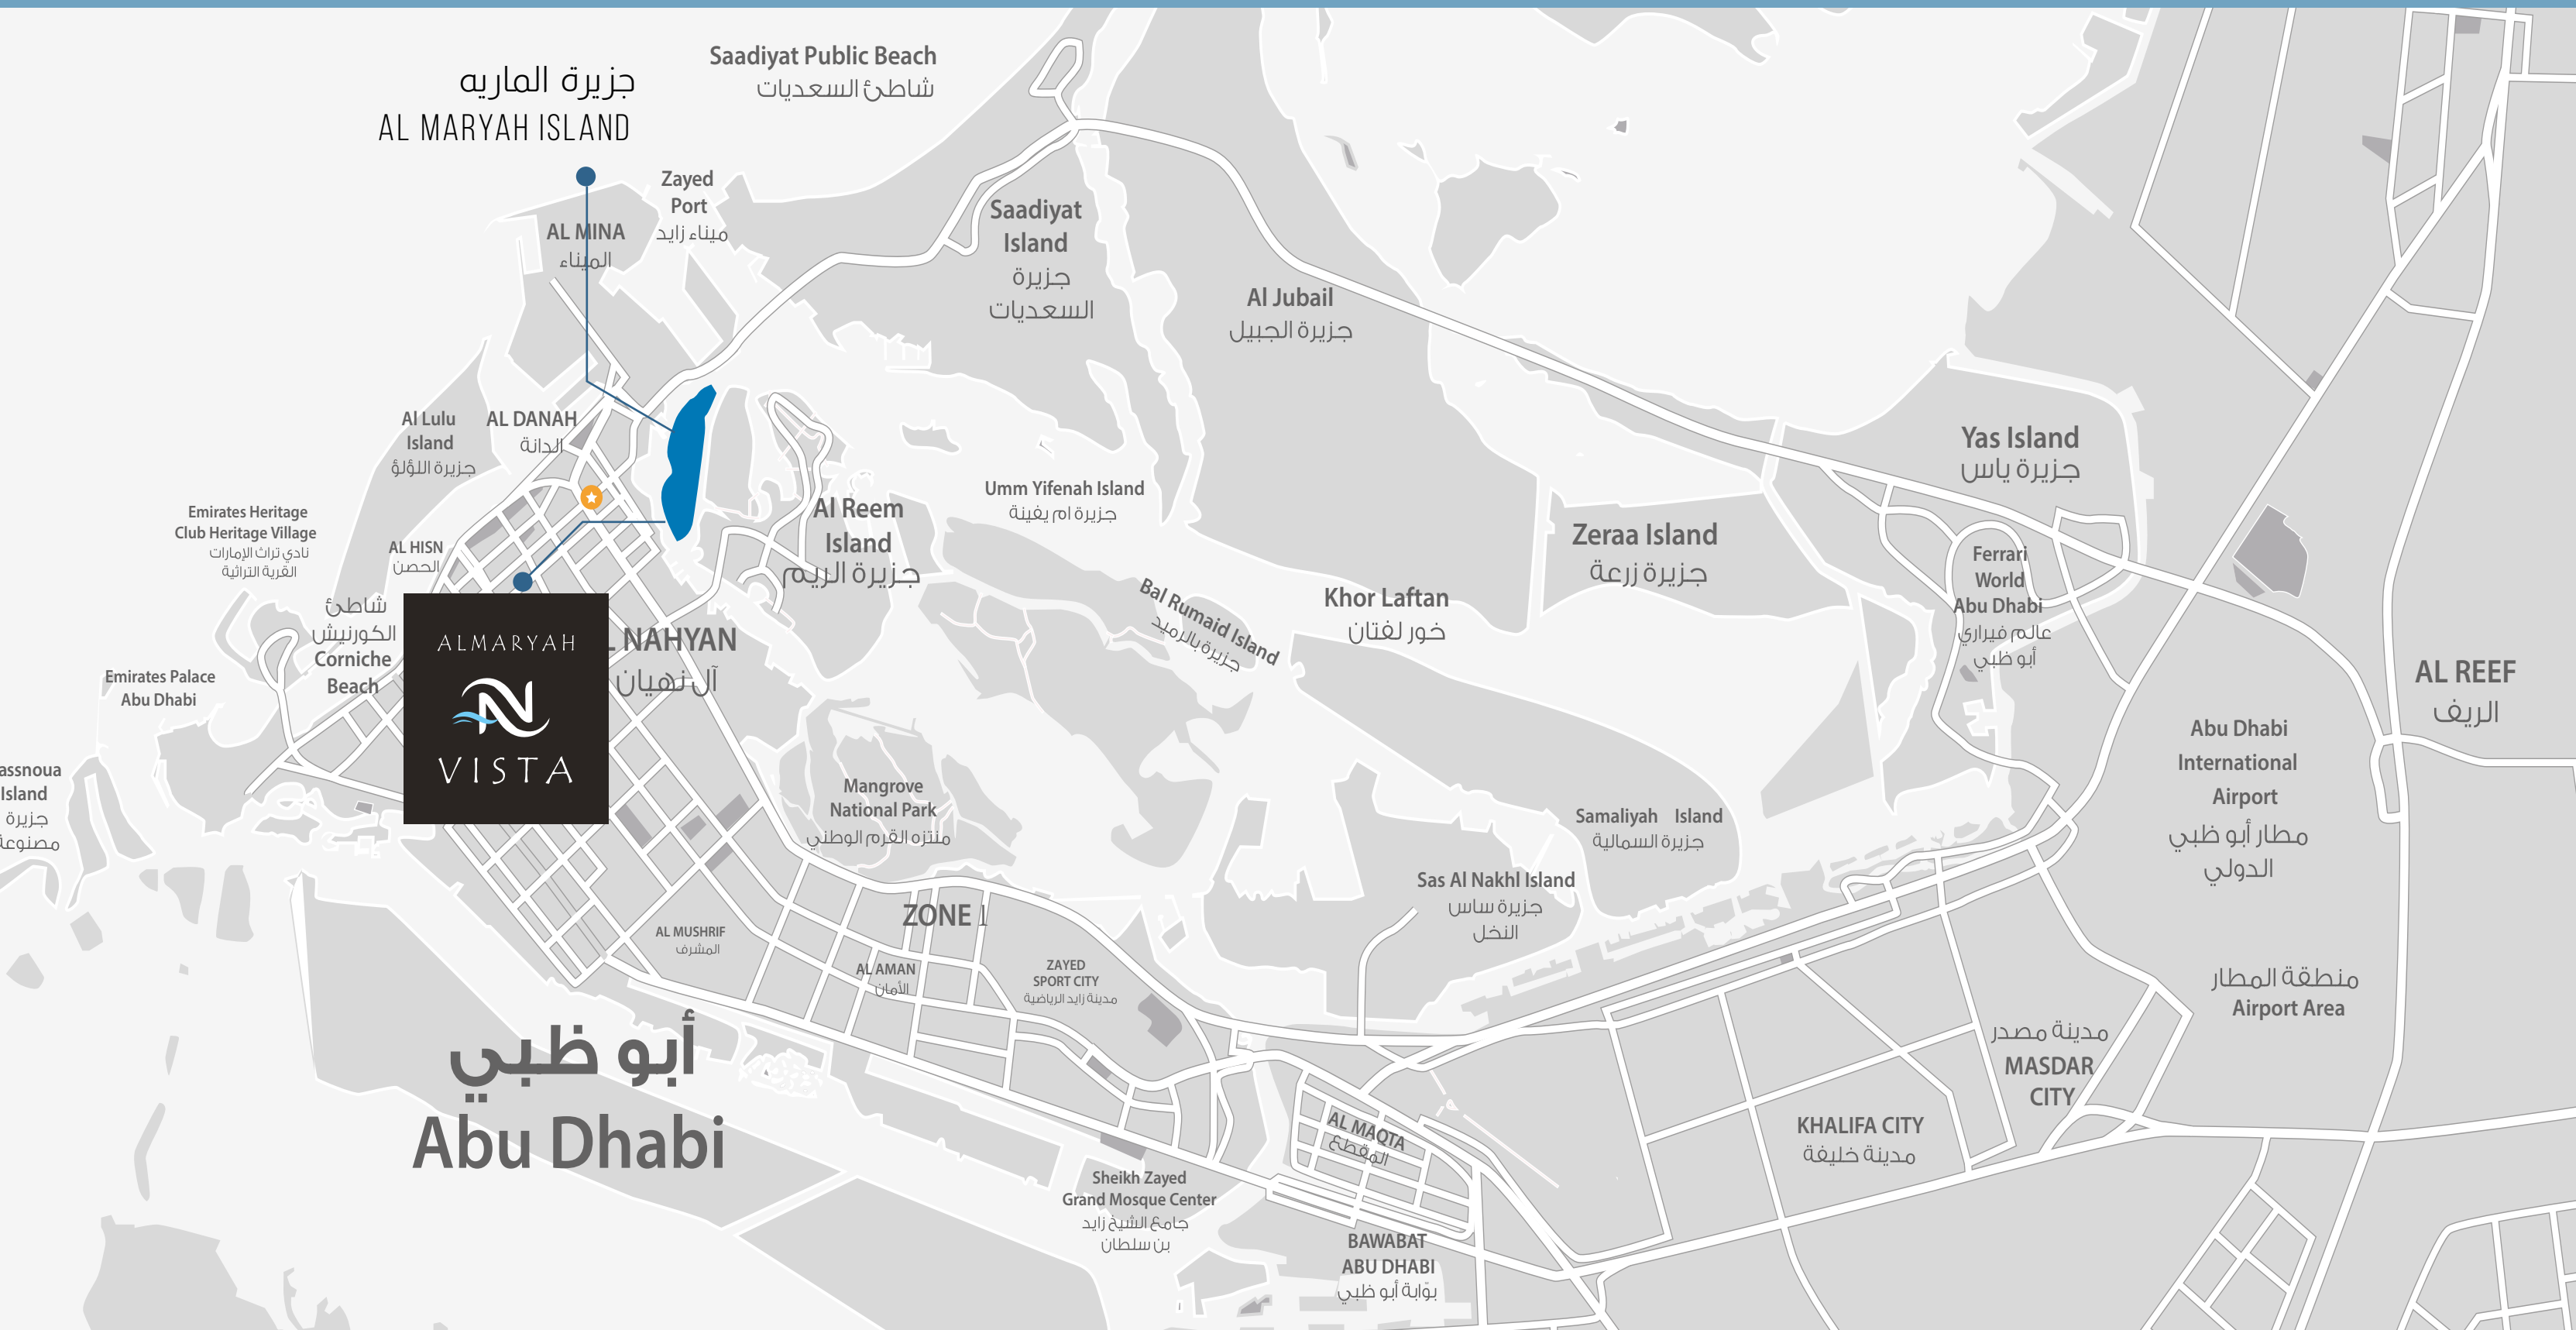 Saadiyat Public Beach
شاطئ السعديات
جزيرة الماريه
AL MARYAH ISLAND
Zayed
Port
ميناء زايد
AL MINA
الميناء
Saadiyat
Island
جزيرة
السعديات
Al Jubail
جزيرة الجبيل
Al Lulu
Island
جزيرة اللؤلؤ
AL DANAH
الدانة
Yas Island
جزيرة ياس
Umm Yifenah Island
جزيرة ام يفينة
Al Reem
Island
جزيرة الريم
Emirates Heritage
Club Heritage Village
نادي تراث الإمارات
القرية التراثية
AL HISN
الحصن
Zeraa Island
جزيرة زرعة
Ferrari
World
Abu Dhabi
عالم فيراري
أبو ظبي
Bal Rumaid Island
جزيرة بالرميد
Khor Laftan
خور لفتان
شاطئ
الكورنيش
Corniche
Beach
ALMARYAH
VISTA
L NAHYAN
آل نهيان
Emirates Palace
Abu Dhabi
AL REEF
الريف
Abu Dhabi
International
Airport
مطار أبو ظبي
الدولي
assnoua
Island
جزيرة
مصنوعة
Mangrove
National Park
منتزه القرم الوطني
Samaliyah Island
جزيرة السمالية
Sas Al Nakhl Island
جزيرة ساس
النخل
ZONE 1
AL MUSHRIF
المشرف
AL AMAN
الأمان
ZAYED
SPORT CITY
مدينة زايد الرياضية
منطقة المطار
Airport Area
مدينة مصدر
MASDAR
CITY
أبو ظبي
Abu Dhabi
KHALIFA CITY
مدينة خليفة
AL MAQTA
المقطع
Sheikh Zayed
Grand Mosque Center
جامع الشيخ زايد
بن سلطان
BAWABAT
ABU DHABI
بوّابة أبو ظبي